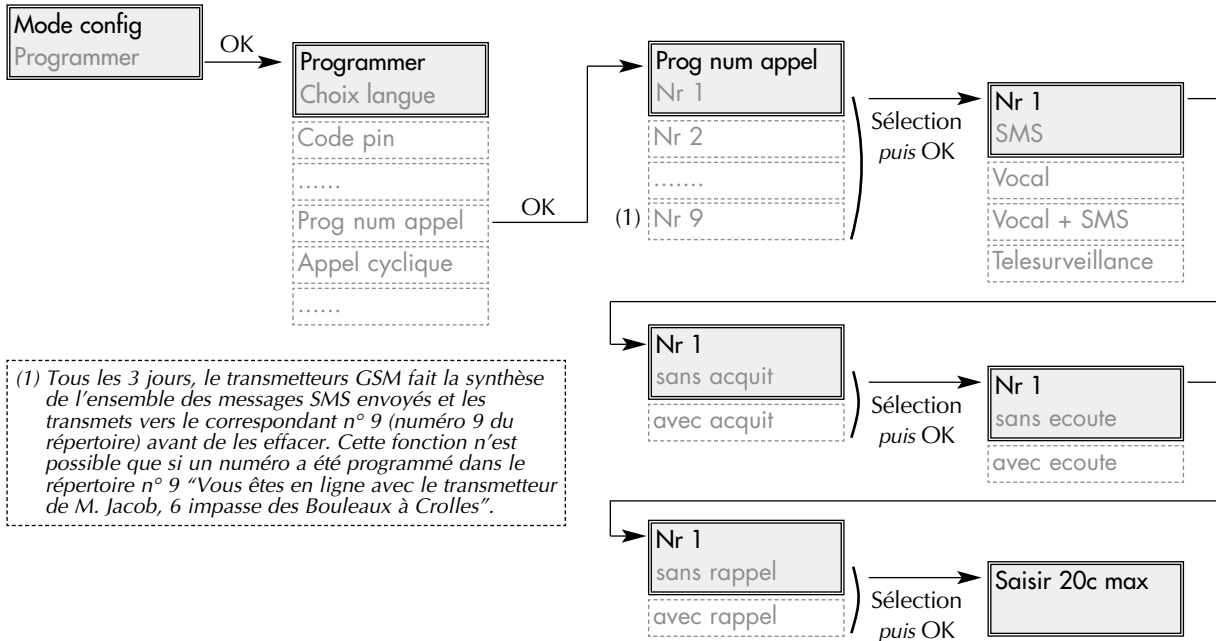 Mode config
Programmer
OK
Programmer
Choix langue
Code pin
......
Prog num appel
Appel cyclique
......
OK
Prog num appel
Nr 1
Nr 2
.......
(1) Nr 9
Sélection
puis OK
Nr 1
SMS
Vocal
Vocal + SMS
Telesurveillance
Nr 1
sans acquit
avec acquit
Sélection
puis OK
Nr 1
sans ecoute
avec ecoute
Nr 1
sans rappel
avec rappel
Sélection
puis OK
Saisir 20c max
(1) Tous les 3 jours, le transmetteurs GSM fait la synthèse
de l’ensemble des messages SMS envoyés et les
transmets vers le correspondant n° 9 (numéro 9 du
répertoire) avant de les effacer. Cette fonction n’est
possible que si un numéro a été programmé dans le
répertoire n° 9 “Vous êtes en ligne avec le transmetteur
de M. Jacob, 6 impasse des Bouleaux à Crolles”.